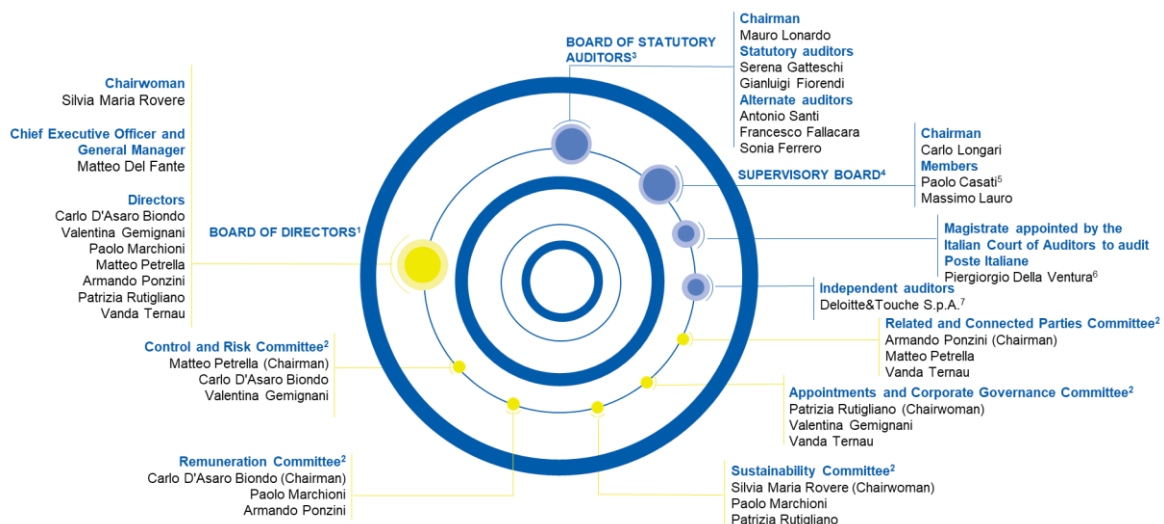 Chairwoman
Silvia Maria Rovere
Chief Executive Officer and
General Manager
Matteo Del Fante
Directors
Carlo D'Asaro Biondo
Valentina Gemignani
Paolo Marchioni
Matteo Petrella
Armando Ponzini
Patrizia Rutigliano
Vanda Ternau
BOARD OF DIRECTORS¹
BOARD OF STATUTORY
AUDITORS³
Chairman
Mauro Lonardo
Statutory auditors
Serena Gatteschi
Gianluigi Fiorendi
Alternate auditors
Antonio Santi
Francesco Fallacara
Sonia Ferrero
SUPERVISORY BOARD⁴
Chairman
Carlo Longari
Members
Paolo Casati⁵
Massimo Lauro
Magistrate appointed by the
Italian Court of Auditors to audit
Poste Italiane
Piergiorgio Della Ventura⁶
Independent auditors
Deloitte&Touche S.p.A.⁷
Related and Connected Parties Committee²
Armando Ponzini (Chairman)
Matteo Petrella
Vanda Ternau
Control and Risk Committee²
Matteo Petrella (Chairman)
Carlo D'Asaro Biondo
Valentina Gemignani
Appointments and Corporate Governance Committee²
Patrizia Rutigliano (Chairwoman)
Valentina Gemignani
Vanda Ternau
Remuneration Committee²
Carlo D'Asaro Biondo (Chairman)
Paolo Marchioni
Armando Ponzini
Sustainability Committee²
Silvia Maria Rovere (Chairwoman)
Paolo Marchioni
Patrizia Rutigliano